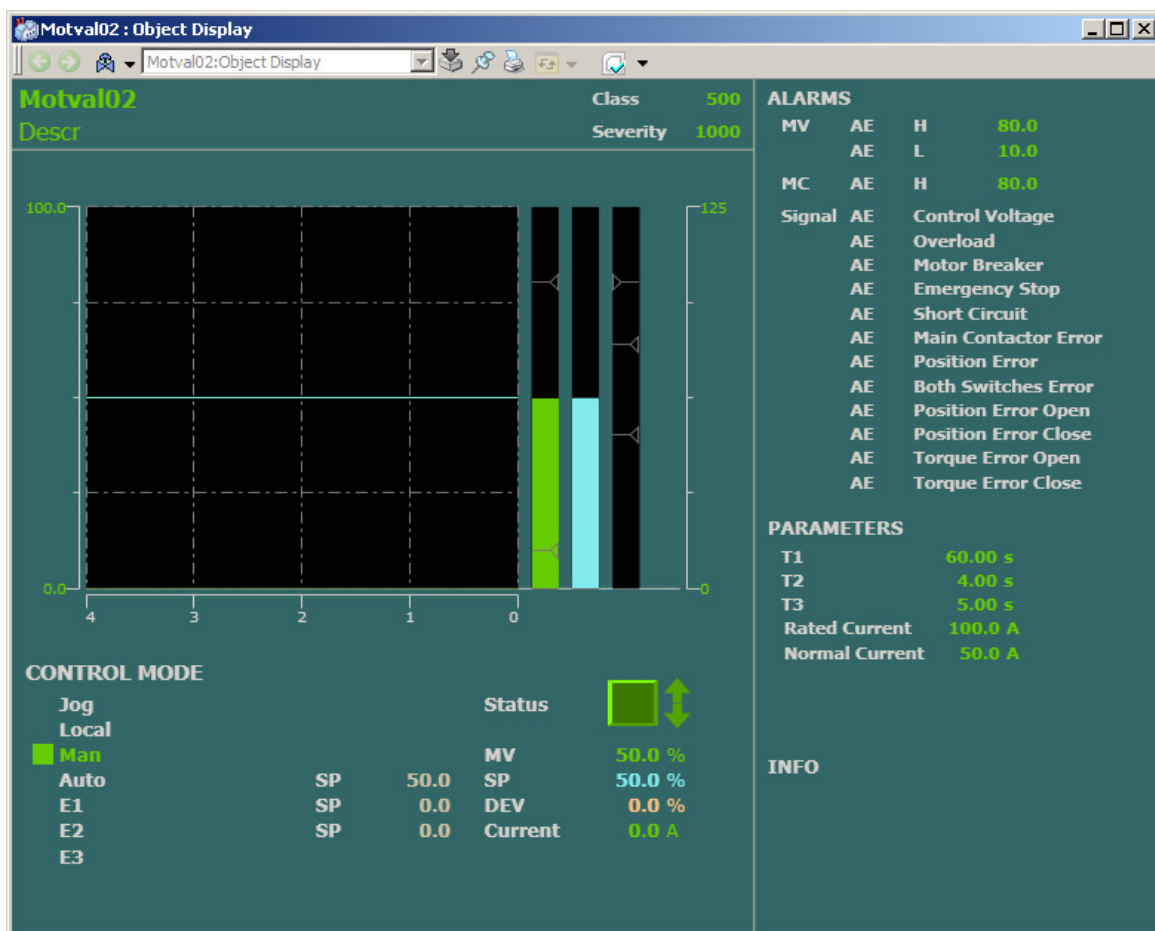 Motval02 : Object Display
Motval02:Object Display
Motval02 Class 500
Descr Severity 1000
100.0 125
0.0 0
4 3 2 1 0
CONTROL MODE
Jog Status
Local
Man MV 50.0 %
Auto SP 50.0 SP 50.0 %
E1 SP 0.0 DEV 0.0 %
E2 SP 0.0 Current 0.0 A
E3
ALARMS
MV AE H 80.0
AE L 10.0
MC AE H 80.0
Signal AE Control Voltage
AE Overload
AE Motor Breaker
AE Emergency Stop
AE Short Circuit
AE Main Contactor Error
AE Position Error
AE Both Switches Error
AE Position Error Open
AE Position Error Close
AE Torque Error Open
AE Torque Error Close
PARAMETERS
T1 60.00 s
T2 4.00 s
T3 5.00 s
Rated Current 100.0 A
Normal Current 50.0 A
INFO